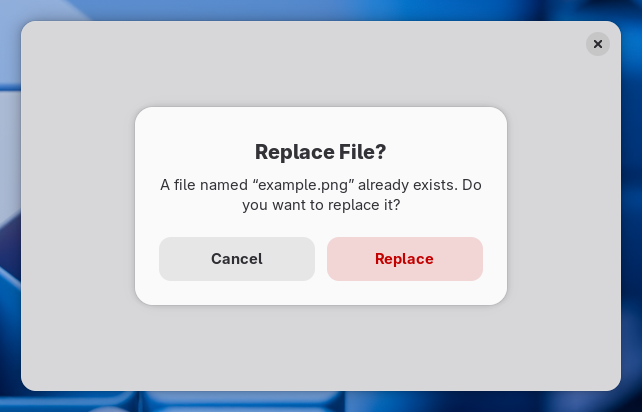 Replace File?
A file named “example.png” already exists. Do
you want to replace it?
Cancel
Replace